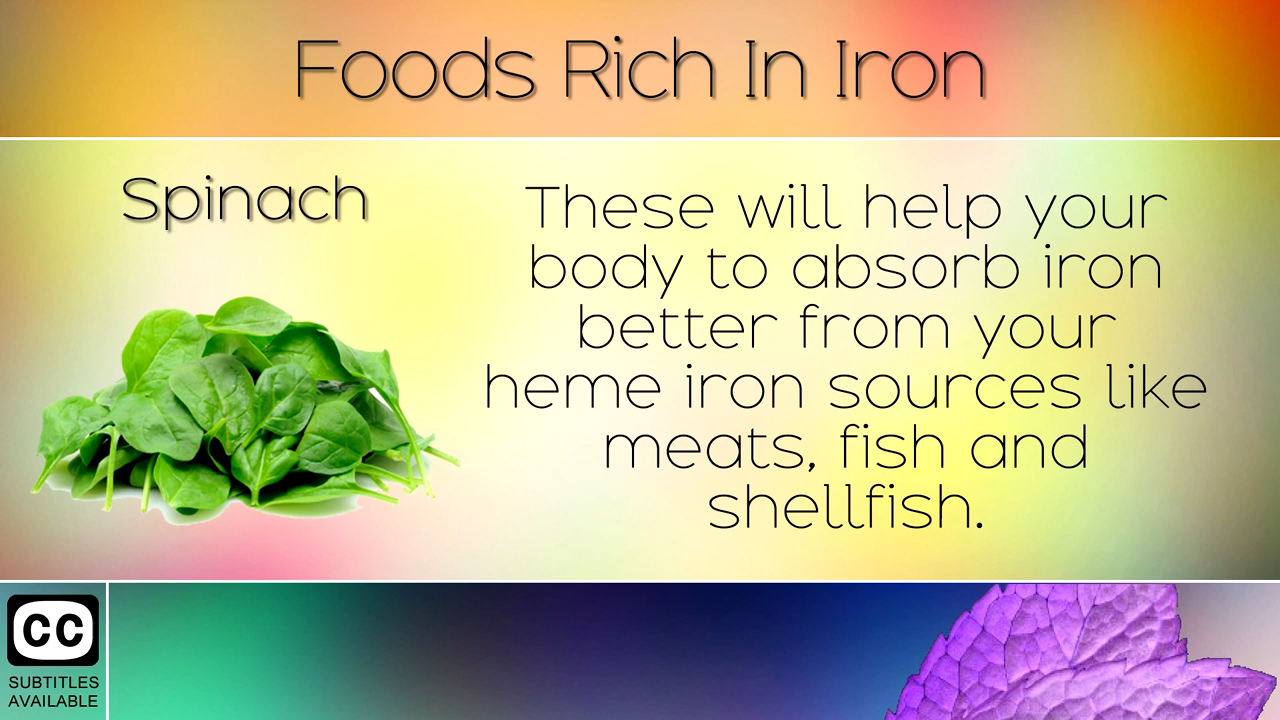 Foods Rich In Iron
Spinach
These will help your
body to absorb iron
better from your
heme iron sources like
meats, fish and
shellfish.
CC
SUBTITLES
AVAILABLE